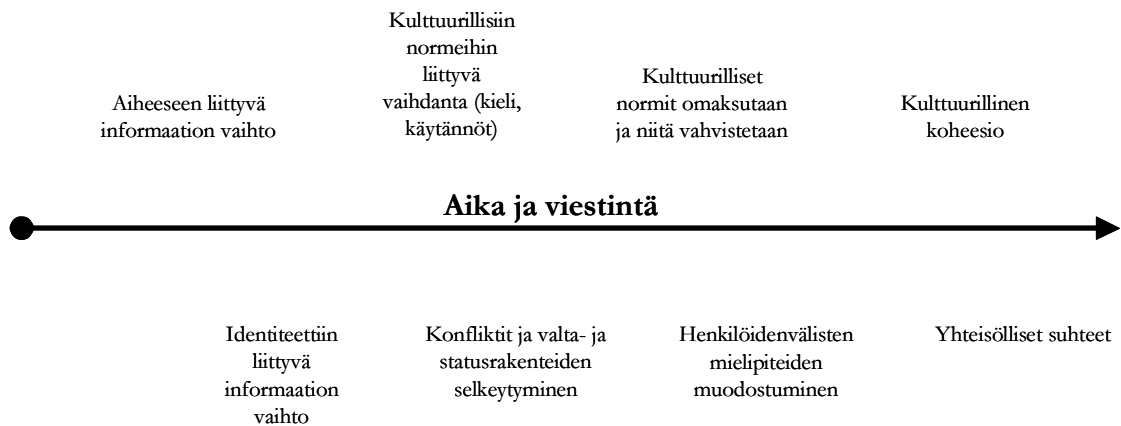 Kulttuurillisiin
normeihin
liittyvä
vaihdanta (kieli,
käytännöt)
Aiheeseen liittyvä
informaation vaihto
Kulttuurilliset
normit omaksutaan
ja niitä vahvistetaan
Kulttuurillinen
koheesio
Aika ja viestintä
Identiteettiin
liittyvä
informaation
vaihto
Konfliktit ja valta- ja
statusrakenteiden
selkeytyminen
Henkilöidenvälisten
mielipiteiden
muodostuminen
Yhteisölliset suhteet